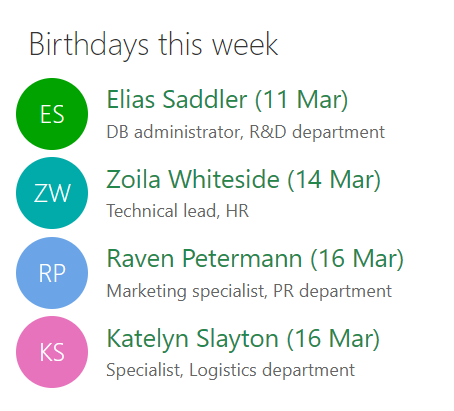 Birthdays this week
ES
Elias Saddler (11 Mar)
DB administrator, R&D department
ZW
Zoila Whiteside (14 Mar)
Technical lead, HR
RP
Raven Petermann (16 Mar)
Marketing specialist, PR department
KS
Katelyn Slayton (16 Mar)
Specialist, Logistics department